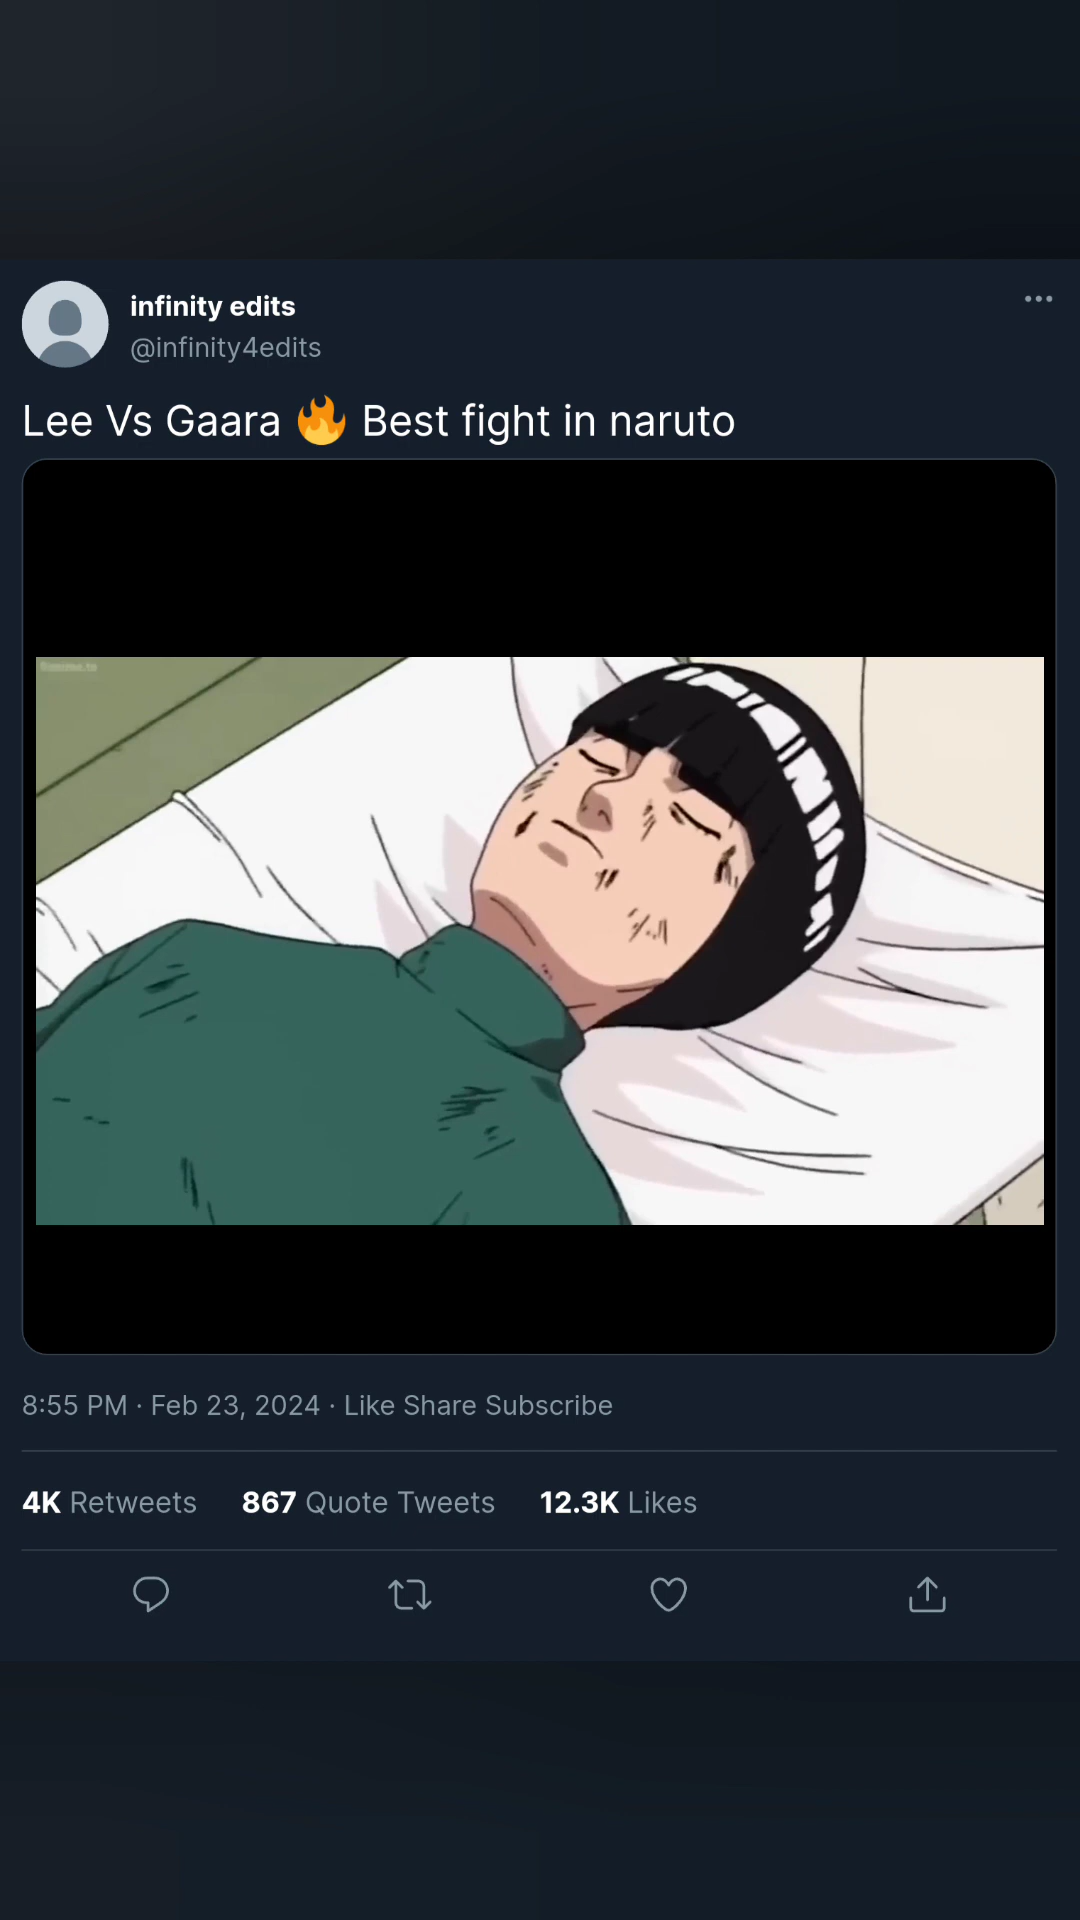 infinity edits
@infinity4edits
Lee Vs Gaara 🔥 Best fight in naruto
8:55 PM · Feb 23, 2024 · Like Share Subscribe
4K Retweets 867 Quote Tweets 12.3K Likes